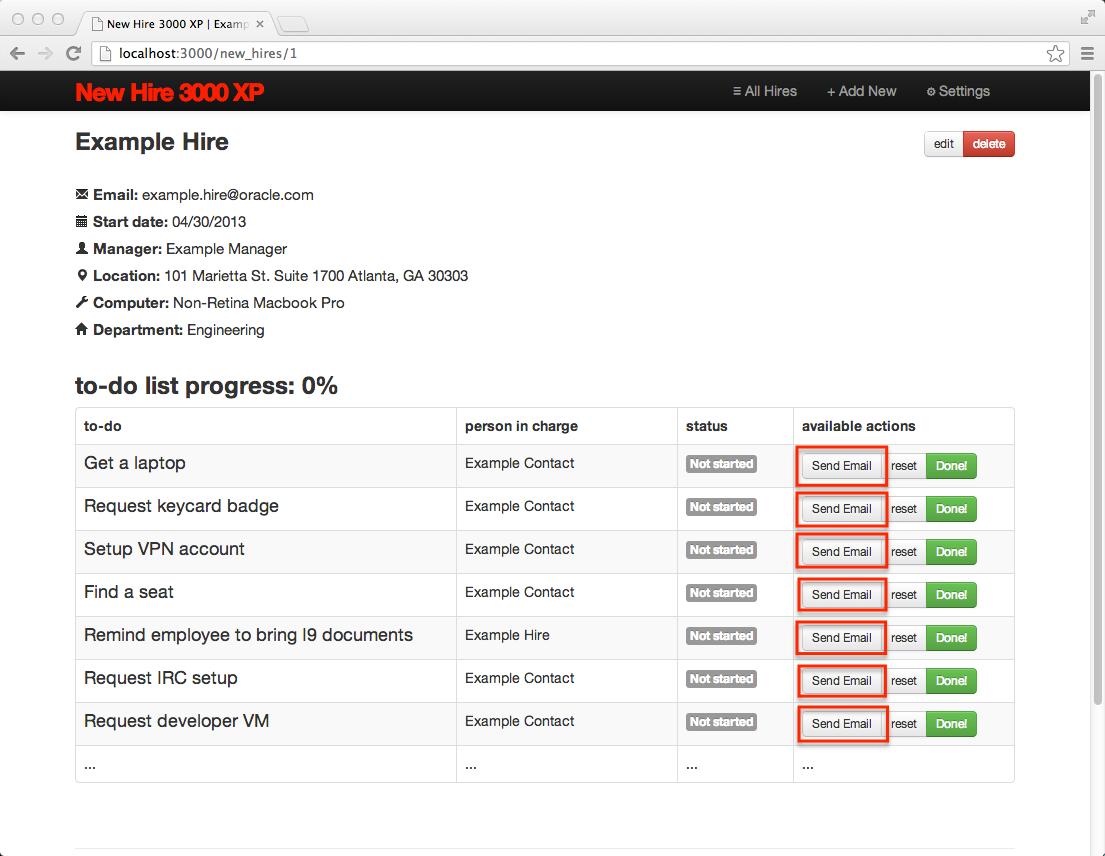 New Hire 3000 XP | Examp
localhost:3000/new_hires/1
New Hire 3000 XP
All Hires
+ Add New
Settings
Example Hire
edit delete
Email: example.hire@oracle.com
Start date: 04/30/2013
Manager: Example Manager
Location: 101 Marietta St. Suite 1700 Atlanta, GA 30303
Computer: Non-Retina Macbook Pro
Department: Engineering
to-do list progress: 0%
to-do person in charge status available actions
Get a laptop Example Contact Not started Send Email reset Done!
Request keycard badge Example Contact Not started Send Email reset Done!
Setup VPN account Example Contact Not started Send Email reset Done!
Find a seat Example Contact Not started Send Email reset Done!
Remind employee to bring I9 documents Example Hire Not started Send Email reset Done!
Request IRC setup Example Contact Not started Send Email reset Done!
Request developer VM Example Contact Not started Send Email reset Done!
... ... ... ...